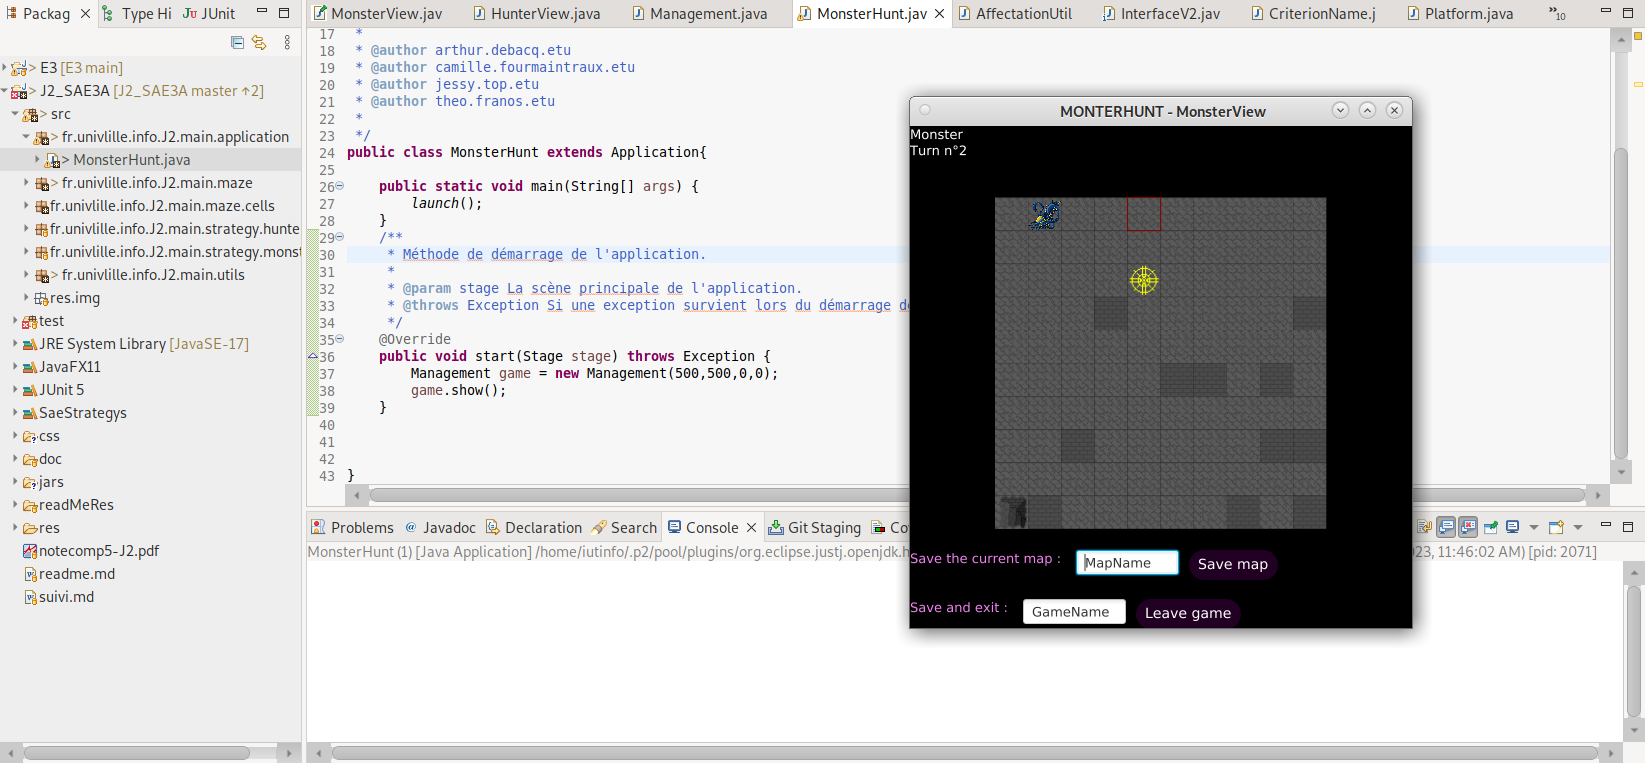 Packag
Type Hi
JUnit
MonsterView.jav
HunterView.java
Management.java
MonsterHunt.jav
AffectationUtil
InterfaceV2.jav
CriterionName.j
Platform.java
»10
> E3 [E3 main]
> J2_SAE3A [J2_SAE3A master ↑2]
> src
> fr.univlille.info.J2.main.application
> MonsterHunt.java
> fr.univlille.info.J2.main.maze
fr.univlille.info.J2.main.maze.cells
fr.univlille.info.J2.main.strategy.hunte
fr.univlille.info.J2.main.strategy.monst
> fr.univlille.info.J2.main.utils
res.img
test
JRE System Library [JavaSE-17]
JavaFX11
JUnit 5
SaeStrategys
css
doc
jars
readMeRes
res
notecomp5-J2.pdf
readme.md
suivi.md
17 *
18 * @author arthur.debacq.etu
19 * @author camille.fourmaintraux.etu
20 * @author jessy.top.etu
21 * @author theo.franos.etu
22 *
23 */
24 public class MonsterHunt extends Application{
25
26 public static void main(String[] args) {
27 launch();
28 }
29 /**
30 * Méthode de démarrage de l'application.
31 *
32 * @param stage La scène principale de l'application.
33 * @throws Exception Si une exception survient lors du démarrage d
34 */
35 @Override
36 public void start(Stage stage) throws Exception {
37 Management game = new Management(500,500,0,0);
38 game.show();
39 }
40
41
42
43 }
MONTERHUNT - MonsterView
Monster
Turn n°2
Save the current map :
MapName
Save map
Save and exit :
GameName
Leave game
Problems
@ Javadoc
Declaration
Search
Console
Git Staging
Co
MonsterHunt (1) [Java Application] /home/iutinfo/.p2/pool/plugins/org.eclipse.justj.openjdk.h
023, 11:46:02 AM) [pid: 2071]